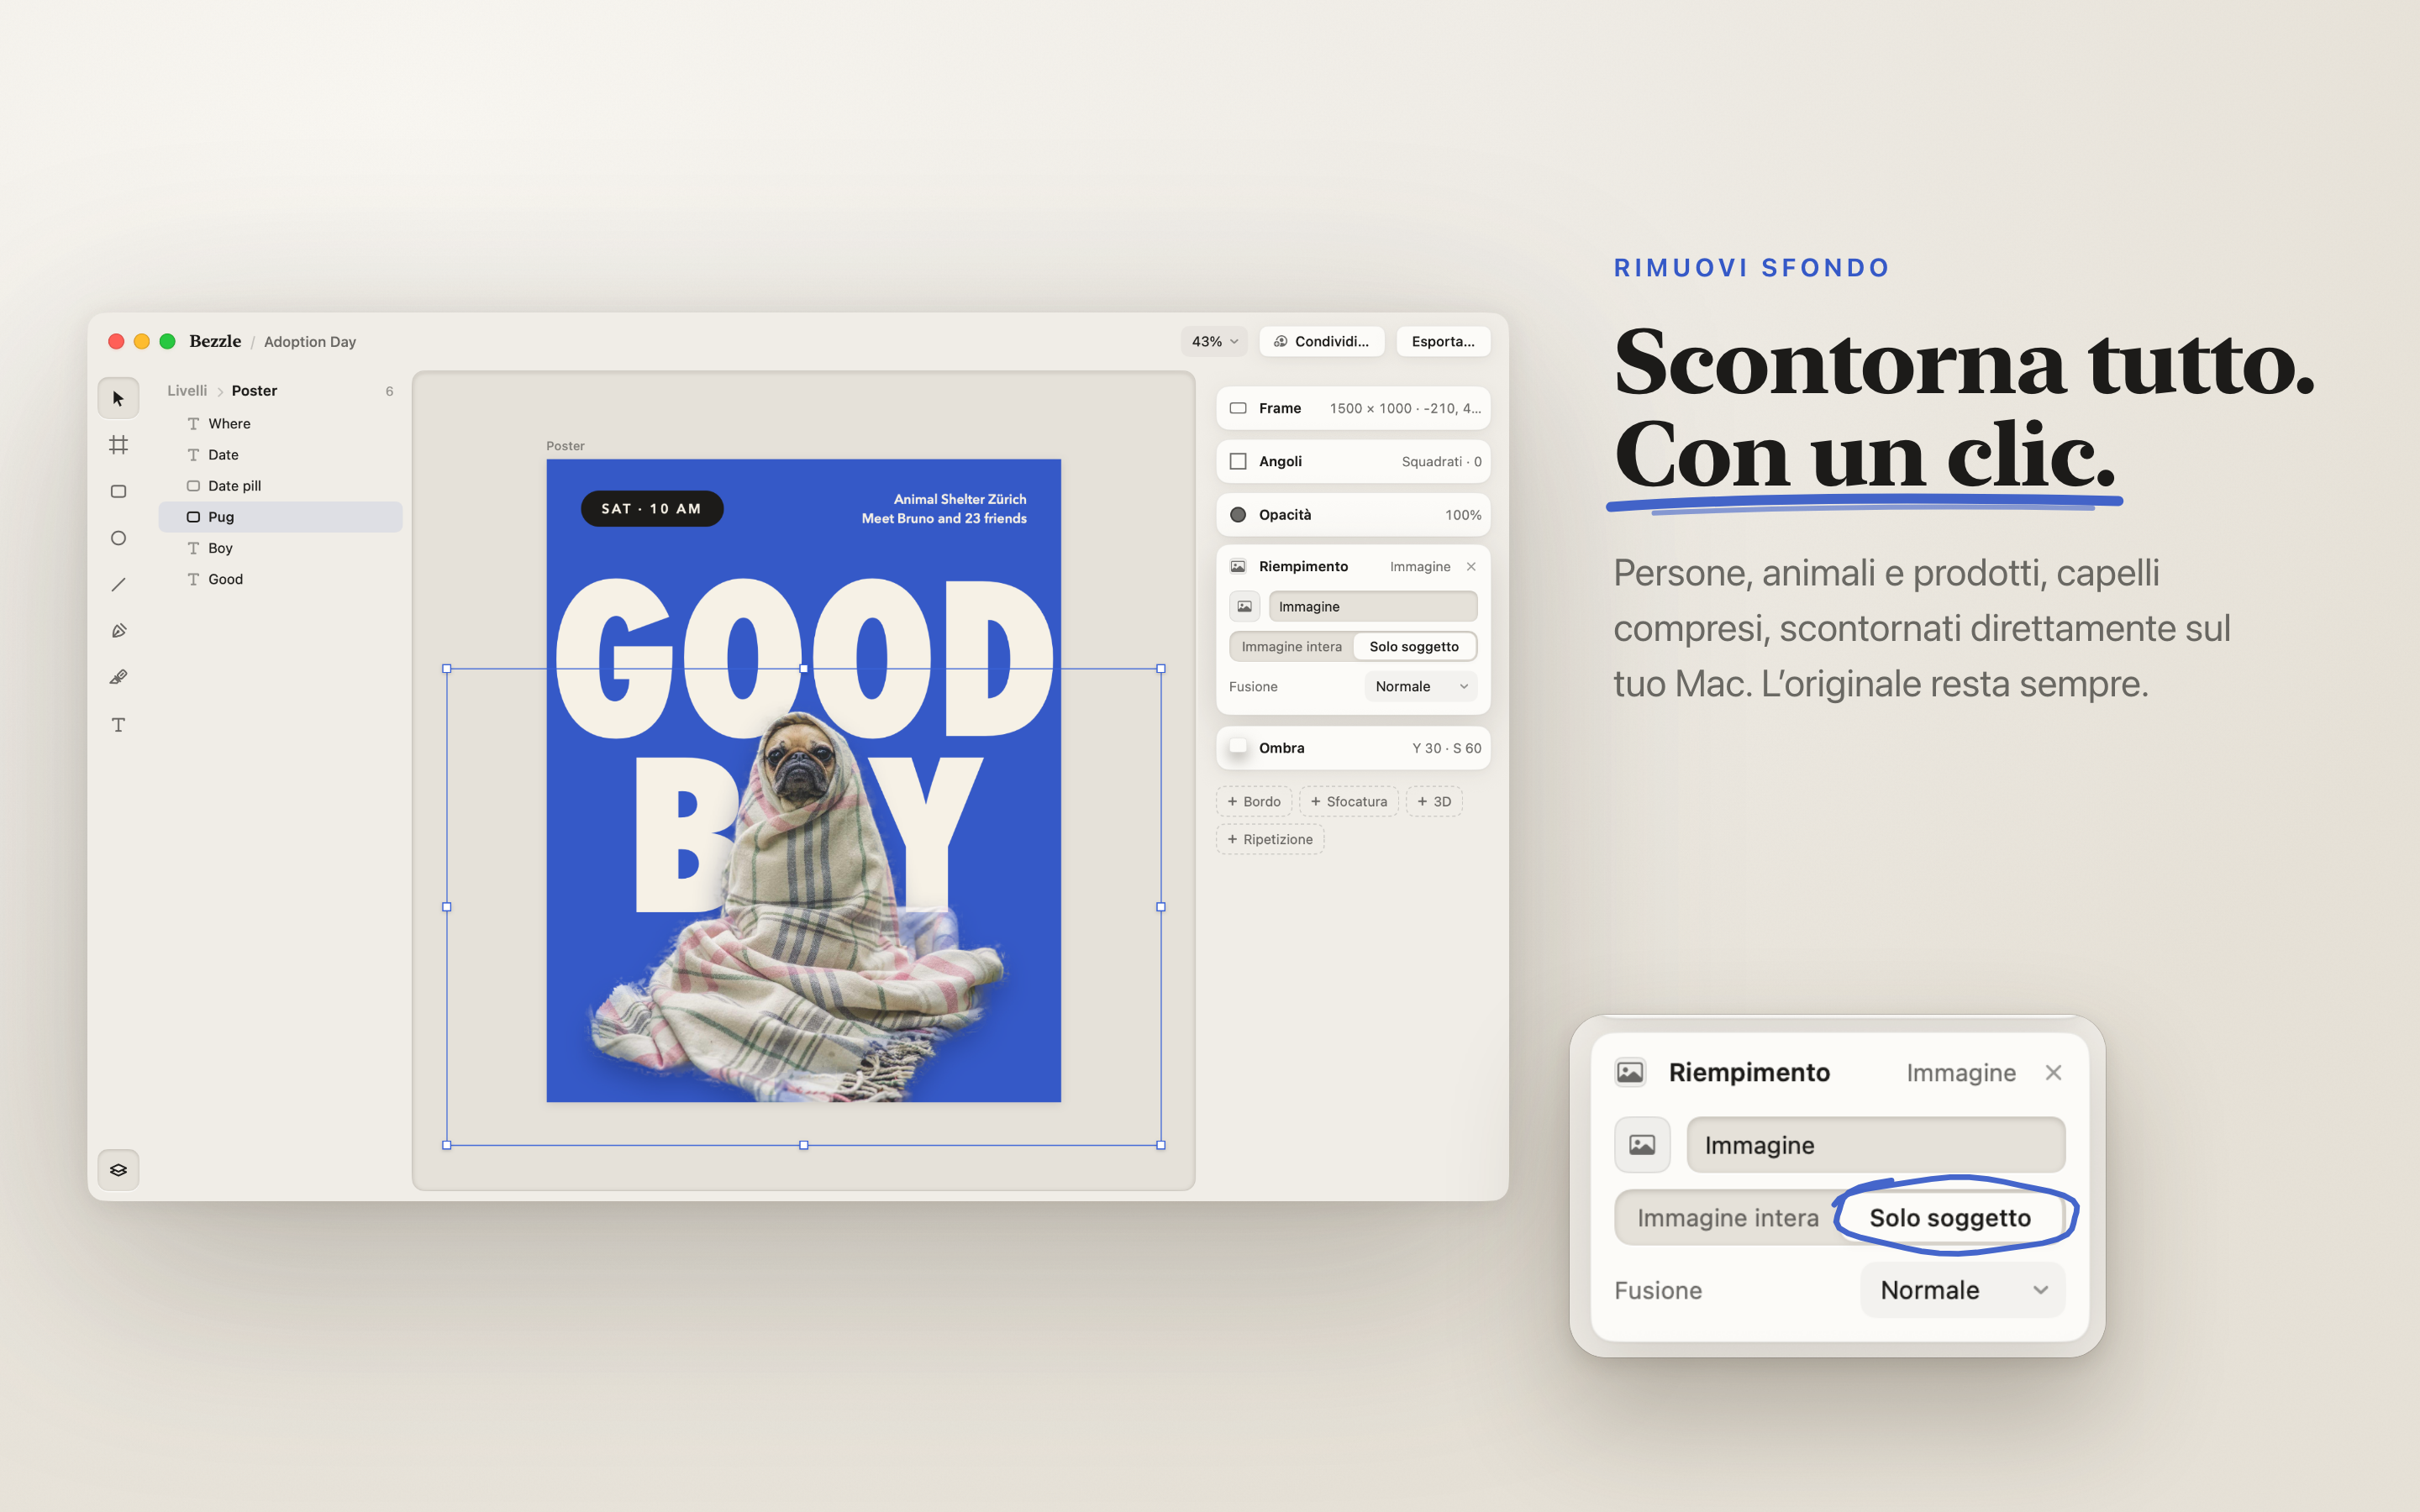 RIMUOVI SFONDO
Scontorna tutto.
Con un clic.
Persone, animali e prodotti, capelli
compresi, scontornati direttamente sul
tuo Mac. L’originale resta sempre.
Bezzle / Adoption Day
43%
Condividi...
Esporta...
Livelli > Poster 6
Where
Date
Date pill
Pug
Boy
Good
Poster
SAT · 10 AM
Animal Shelter Zürich
Meet Bruno and 23 friends
GOOD
B Y
Frame 1500 × 1000 · -210, 4...
Angoli Squadrati · 0
Opacità 100%
Riempimento Immagine
Immagine
Immagine intera Solo soggetto
Fusione Normale
Ombra Y 30 · S 60
+ Bordo + Sfocatura + 3D
+ Ripetizione
Riempimento Immagine
Immagine
Immagine intera Solo soggetto
Fusione Normale